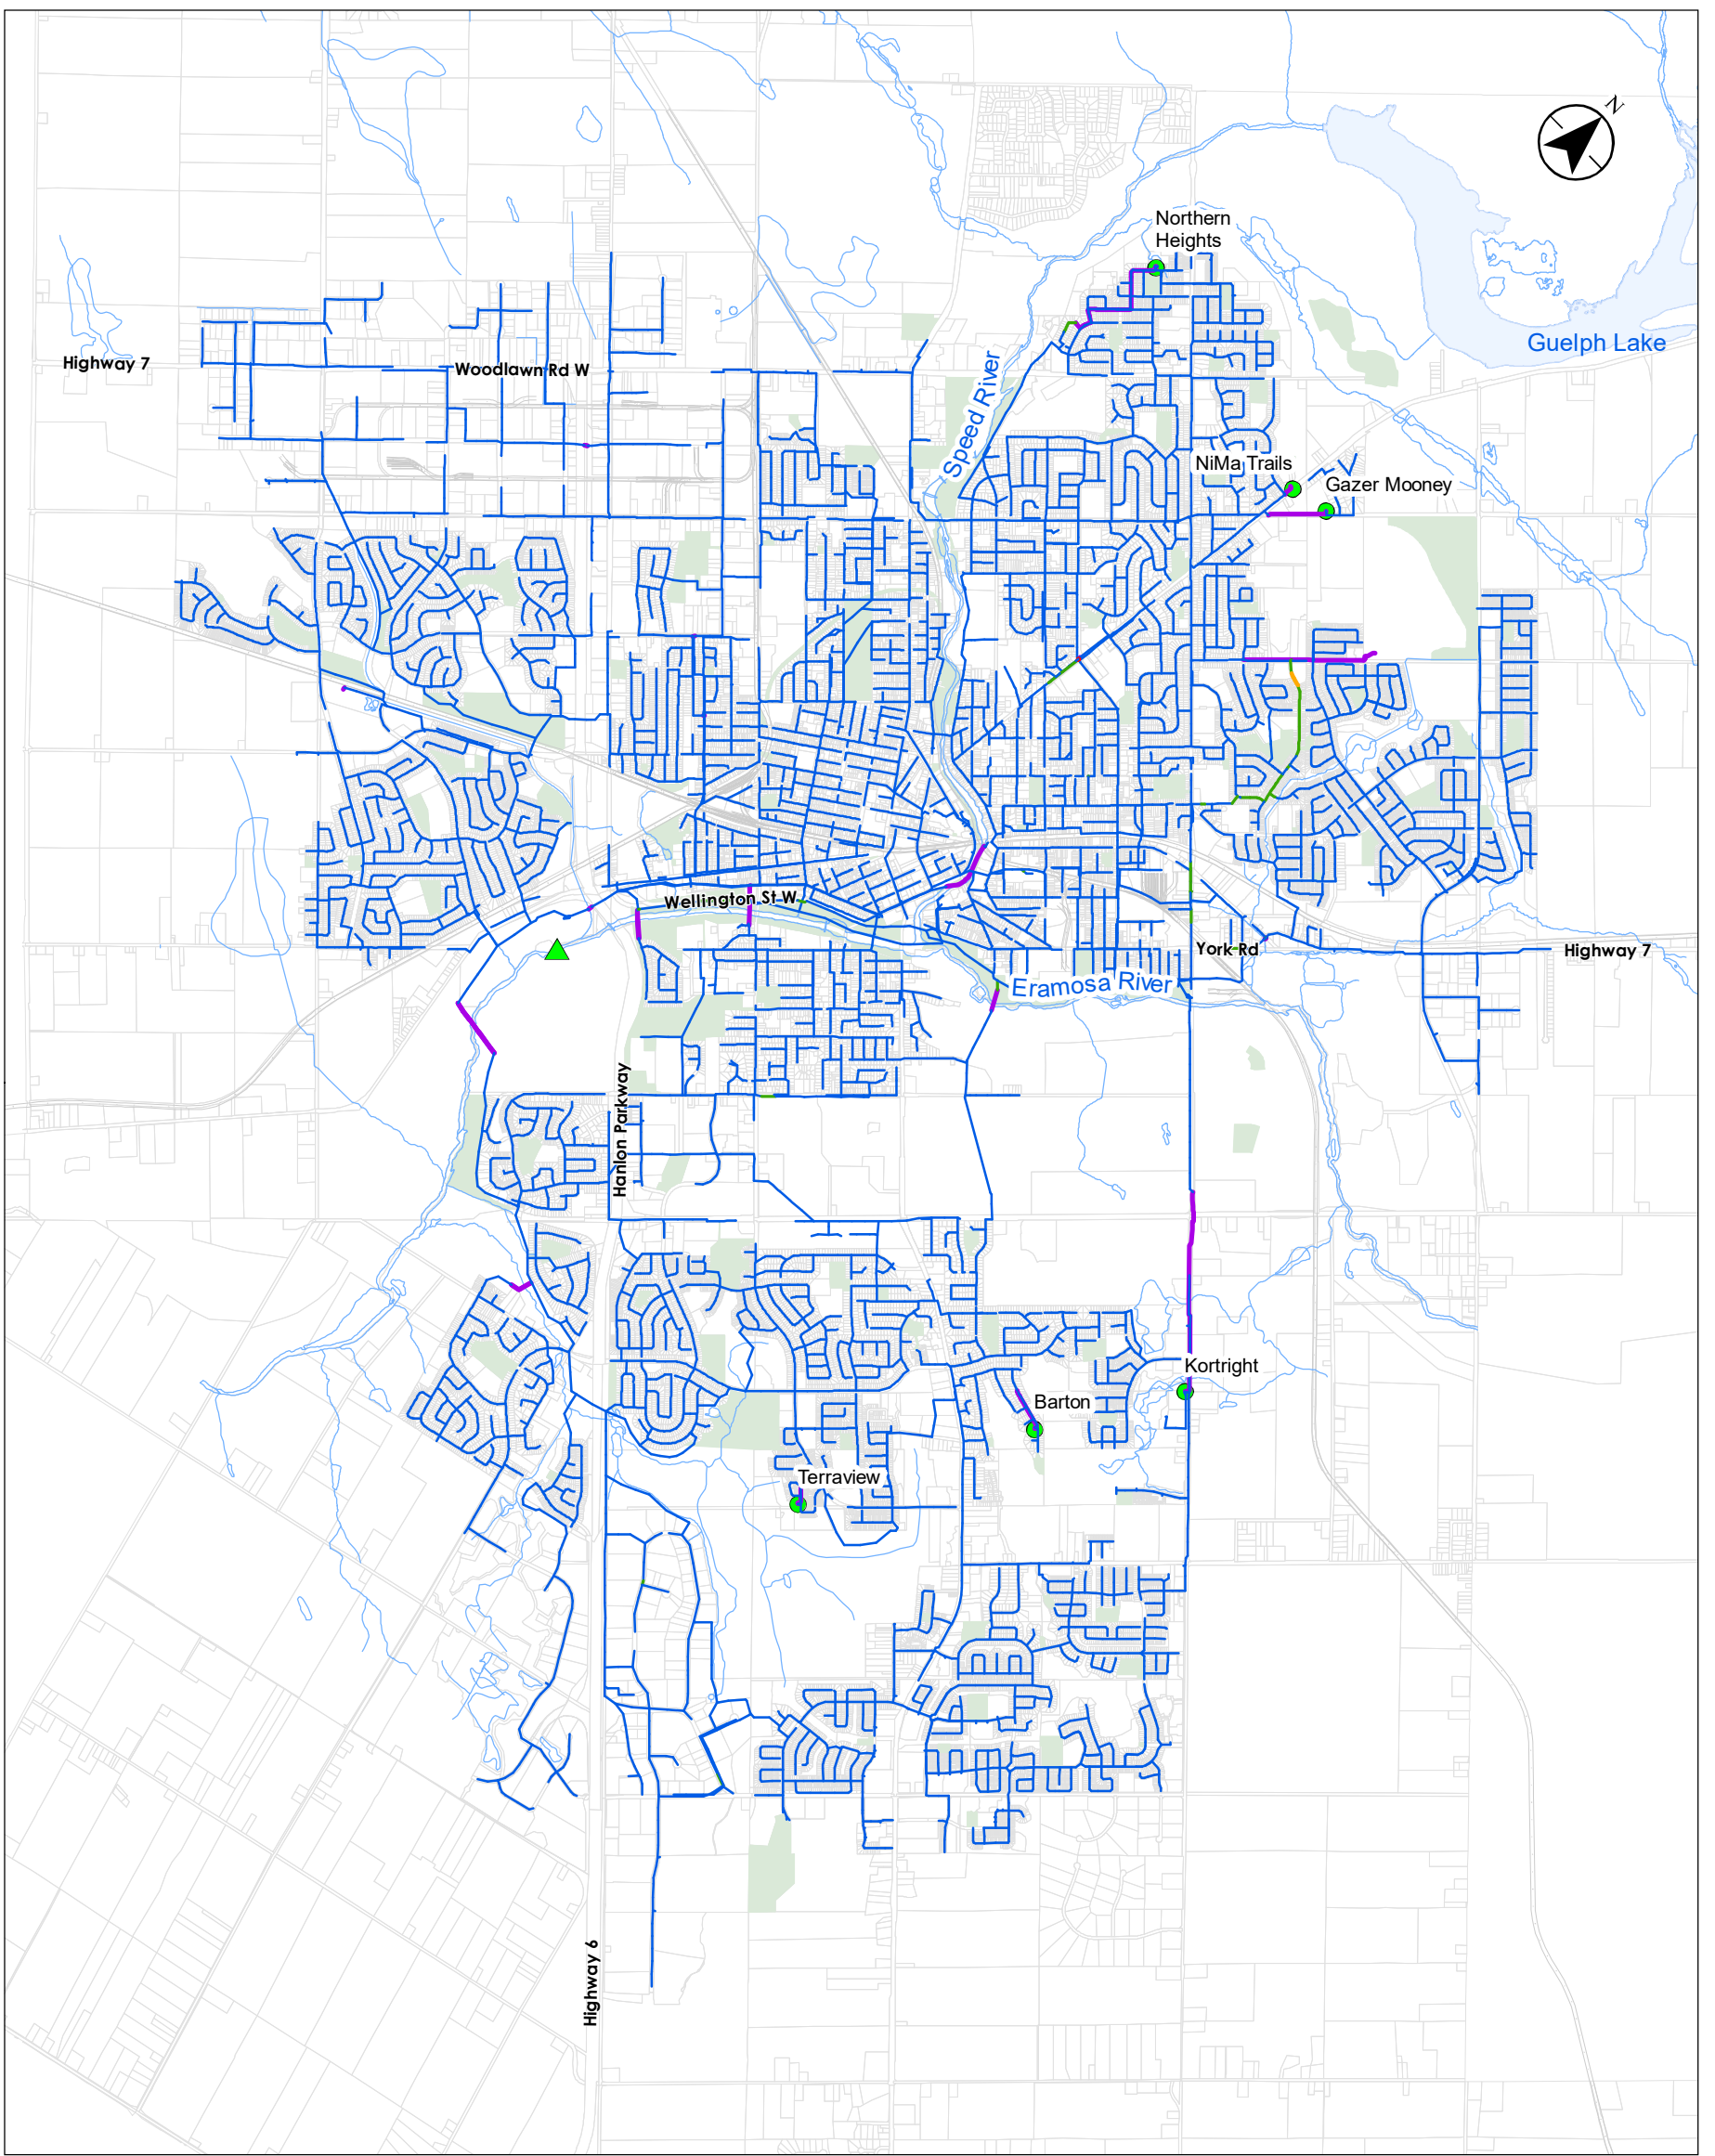 N
Northern
Heights
Guelph Lake
Highway 7
Woodlawn Rd W
Speed River
NiMa Trails
Gazer Mooney
Wellington St W
York Rd
Highway 7
Eramosa River
Hanlon Parkway
Kortright
Barton
Terraview
Highway 6